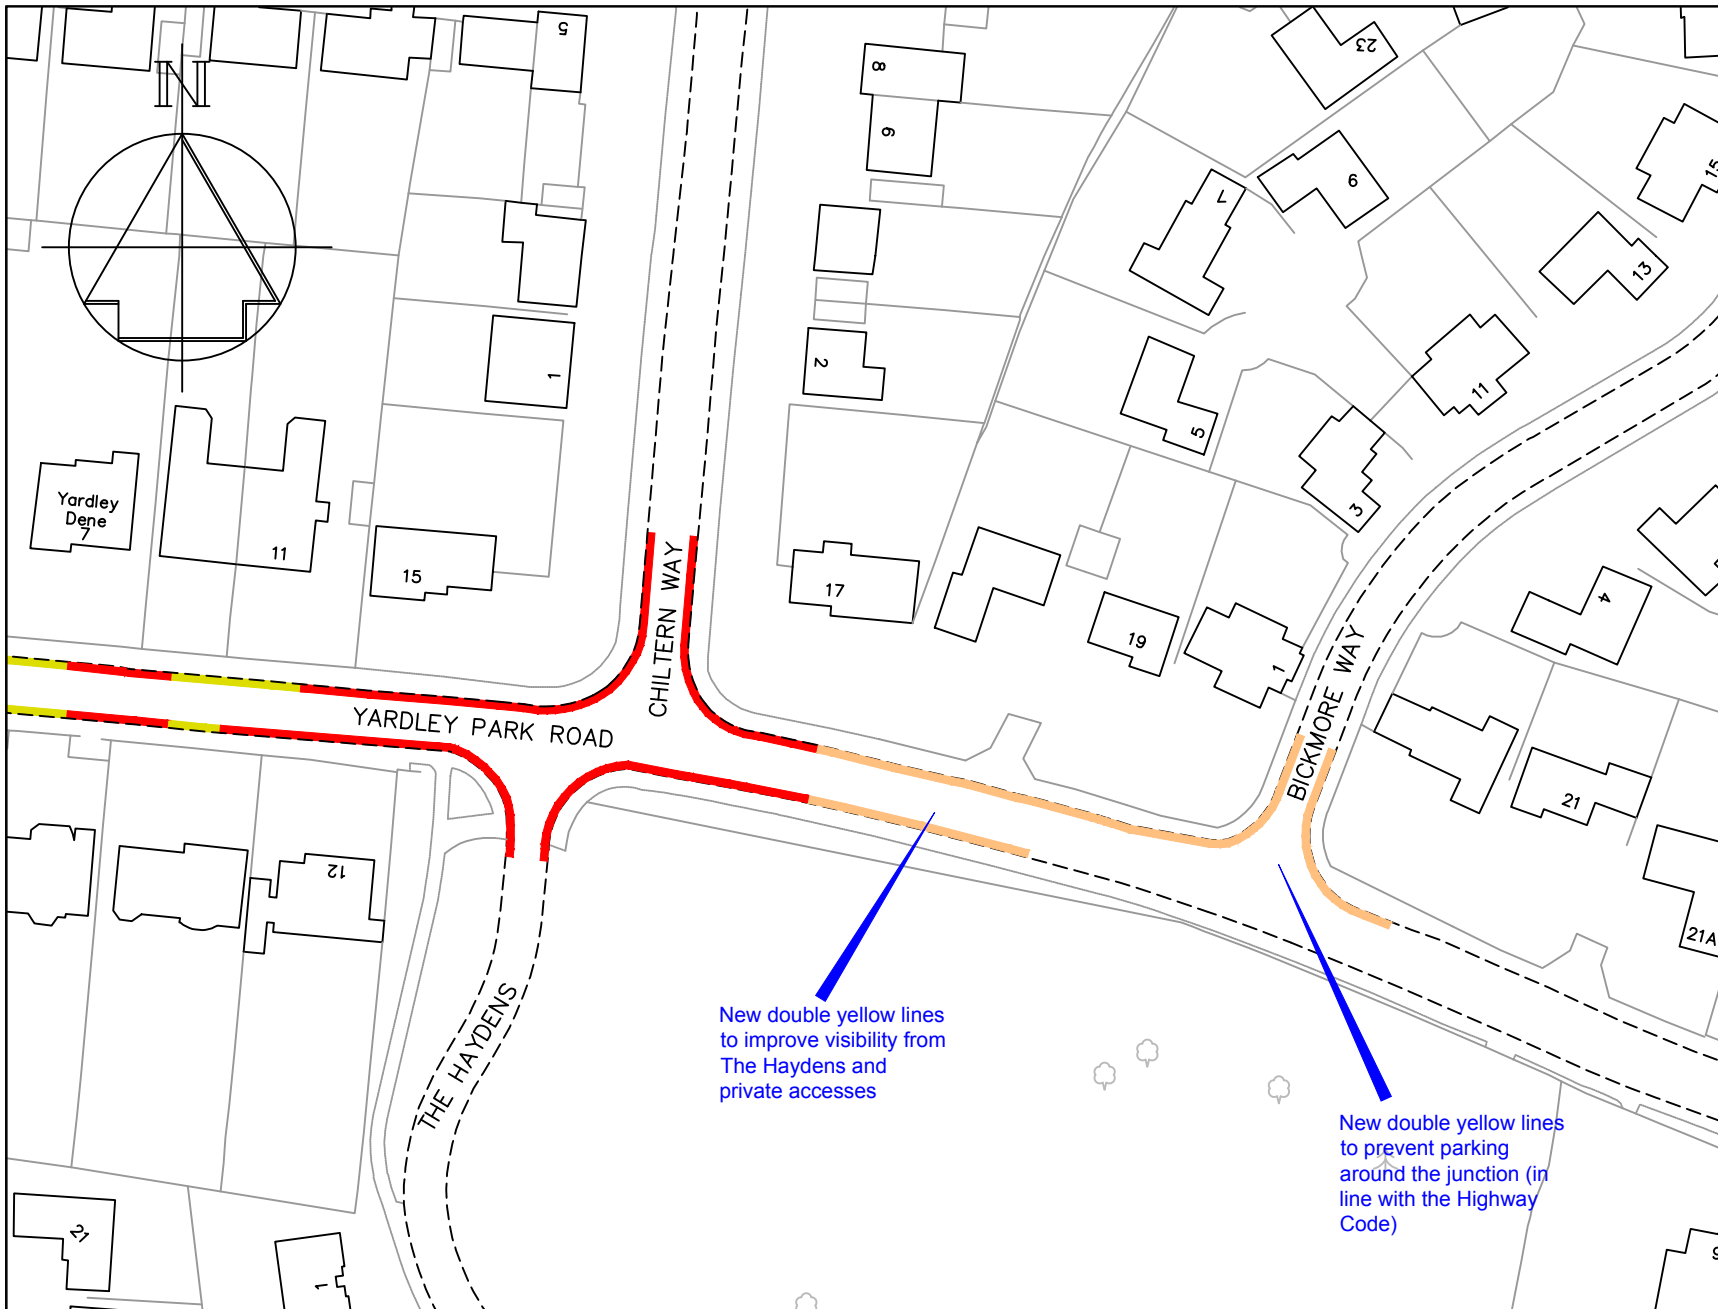 5
8
6
23
9
7
15
13
N
1
2
11
5
3
Yardley
Dene
7
11
15
17
19
1
4
CHILTERN WAY
YARDLEY PARK ROAD
BICKMORE WAY
21
21A
12
THE HAYDENS
New double yellow lines
to improve visibility from
The Haydens and
private accesses
New double yellow lines
to prevent parking
around the junction (in
line with the Highway
Code)
21
1